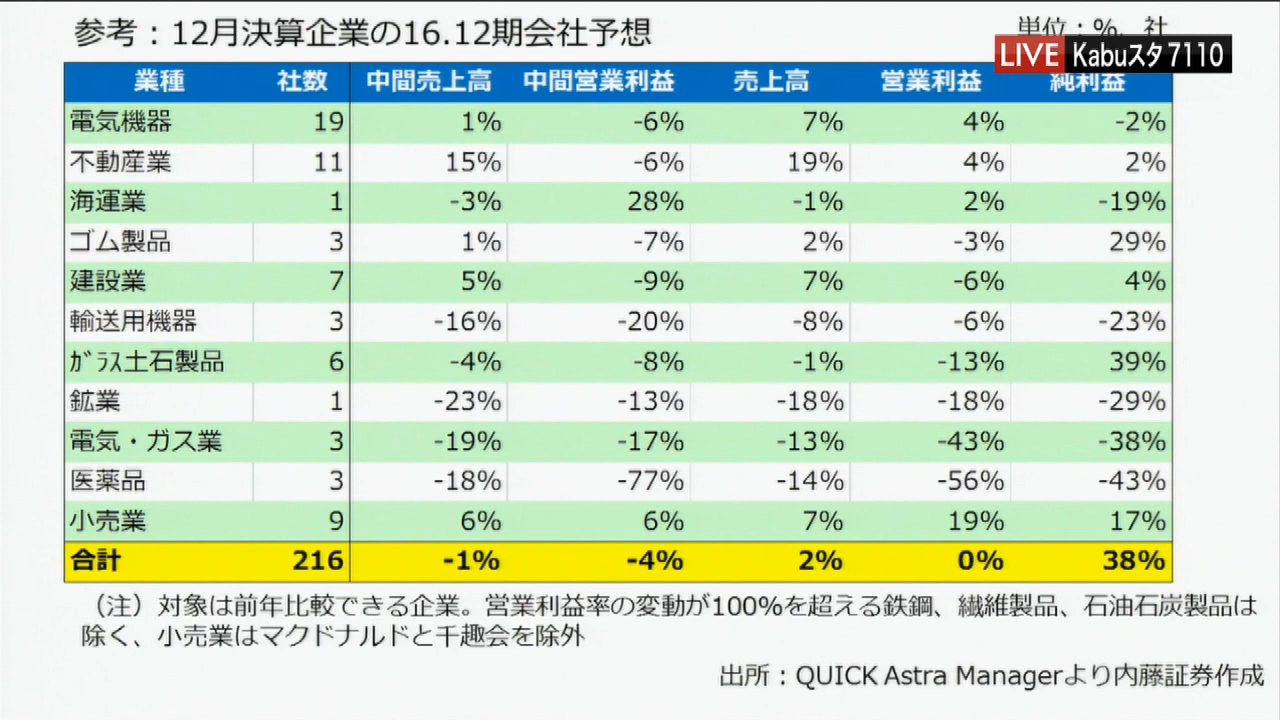 参考：12月決算企業の16.12期会社予想
単位：%、社
LIVE Kabuスタ7110
業種 社数 中間売上高 中間営業利益 売上高 営業利益 純利益
電気機器 19 1% -6% 7% 4% -2%
不動産業 11 15% -6% 19% 4% 2%
海運業 1 -3% 28% -1% 2% -19%
ゴム製品 3 1% -7% 2% -3% 29%
建設業 7 5% -9% 7% -6% 4%
輸送用機器 3 -16% -20% -8% -6% -23%
ｶﾞﾗｽ土石製品 6 -4% -8% -1% -13% 39%
鉱業 1 -23% -13% -18% -18% -29%
電気・ガス業 3 -19% -17% -13% -43% -38%
医薬品 3 -18% -77% -14% -56% -43%
小売業 9 6% 6% 7% 19% 17%
合計 216 -1% -4% 2% 0% 38%
（注）対象は前年比較できる企業。営業利益率の変動が100%を超える鉄鋼、繊維製品、石油石炭製品は
除く、小売業はマクドナルドと千趣会を除外
出所：QUICK Astra Managerより内藤証券作成